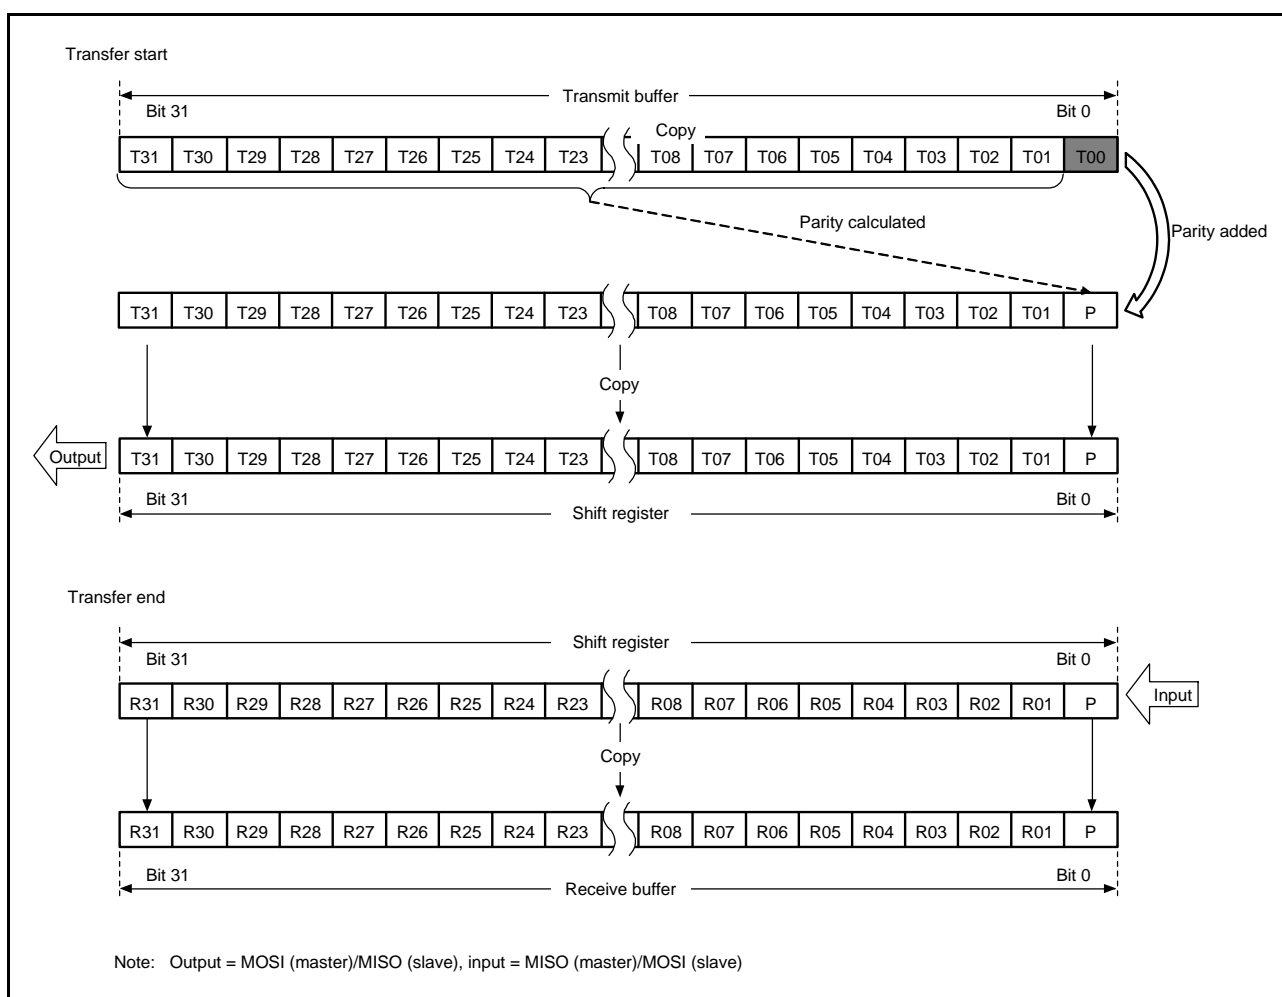 Transfer start
Transmit buffer
Bit 31 Bit 0
Copy
T31 T30 T29 T28 T27 T26 T25 T24 T23 T08 T07 T06 T05 T04 T03 T02 T01 T00
Parity calculated
Parity added
T31 T30 T29 T28 T27 T26 T25 T24 T23 T08 T07 T06 T05 T04 T03 T02 T01 P
Copy
Output T31 T30 T29 T28 T27 T26 T25 T24 T23 T08 T07 T06 T05 T04 T03 T02 T01 P
Bit 31 Bit 0
Shift register
Transfer end
Shift register
Bit 31 Bit 0
R31 R30 R29 R28 R27 R26 R25 R24 R23 R08 R07 R06 R05 R04 R03 R02 R01 P Input
Copy
R31 R30 R29 R28 R27 R26 R25 R24 R23 R08 R07 R06 R05 R04 R03 R02 R01 P
Bit 31 Bit 0
Receive buffer
Note: Output = MOSI (master)/MISO (slave), input = MISO (master)/MOSI (slave)